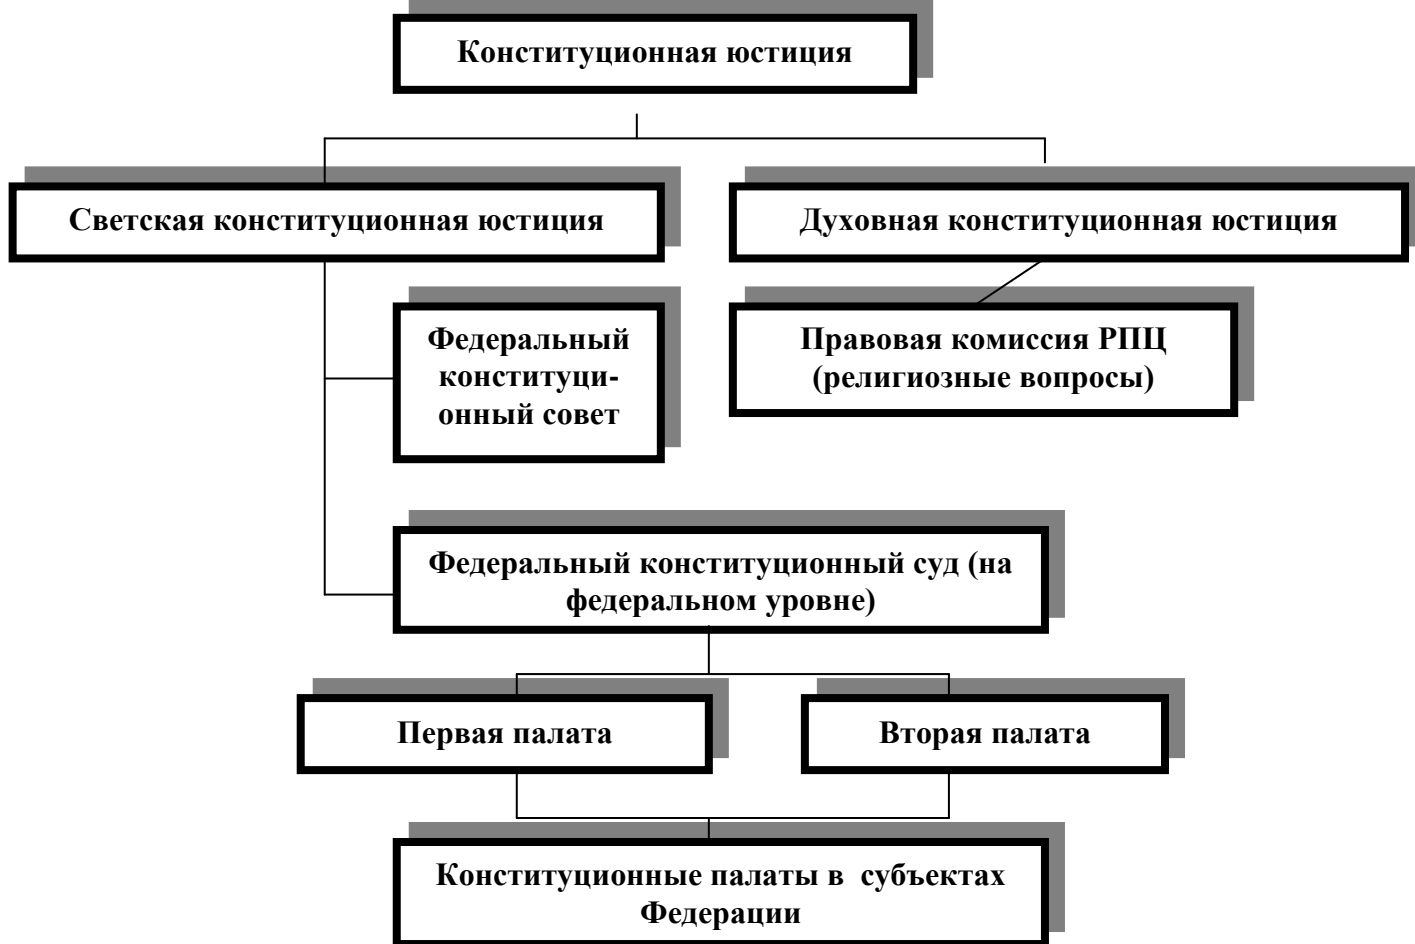 Конституционная юстиция
Светская конституционная юстиция
Духовная конституционная юстиция
Федеральный
конституци-
онный совет
Правовая комиссия РПЦ
(религиозные вопросы)
Федеральный конституционный суд (на
федеральном уровне)
Первая палата
Вторая палата
Конституционные палаты в субъектах
Федерации